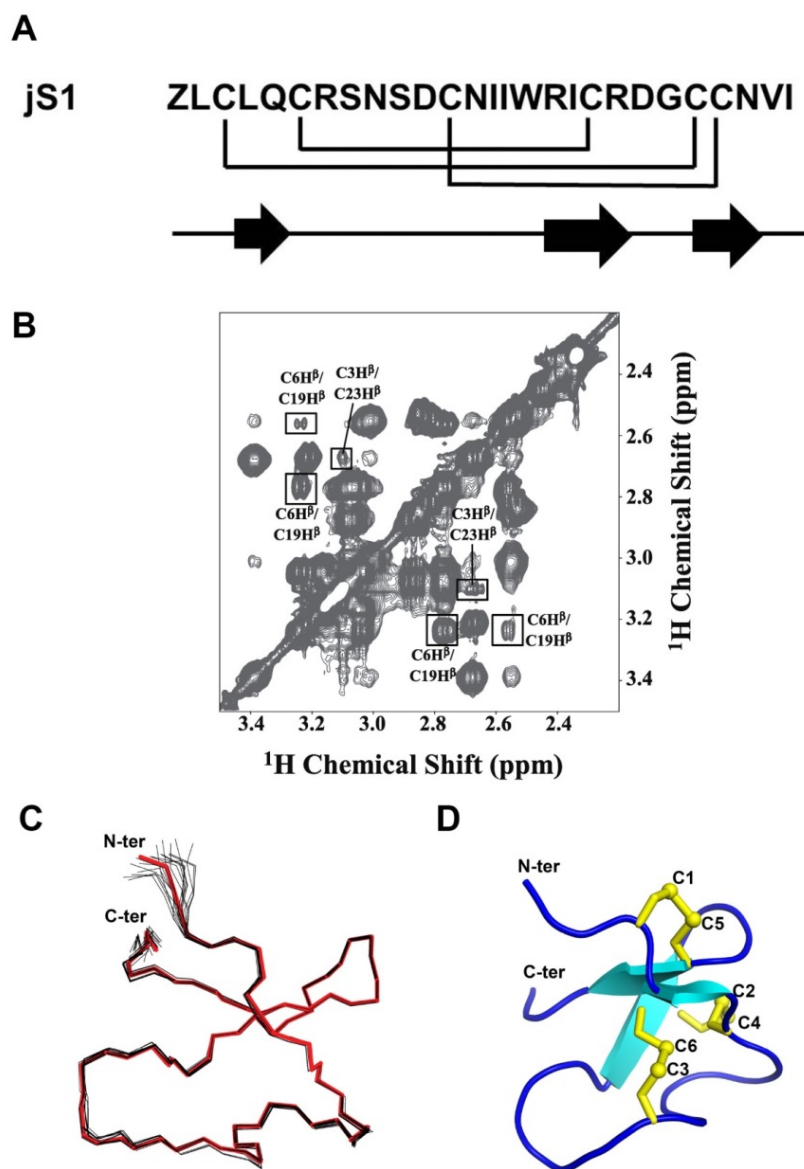 A
jS1 ZLCLQCRSNSDCNIIWRICRDGCCNVI
B
C6Hβ/
C19Hβ
C3Hβ/
C23Hβ
C6Hβ/
C19Hβ
C3Hβ/
C23Hβ
C6Hβ/
C19Hβ
C6Hβ/
C19Hβ
2.4
2.6
2.8
3.0
3.2
3.4
1H Chemical Shift (ppm)
3.4 3.2 3.0 2.8 2.6 2.4
1H Chemical Shift (ppm)
C
N-ter
C-ter
D
N-ter
C1
C5
C-ter
C2
C4
C6
C3